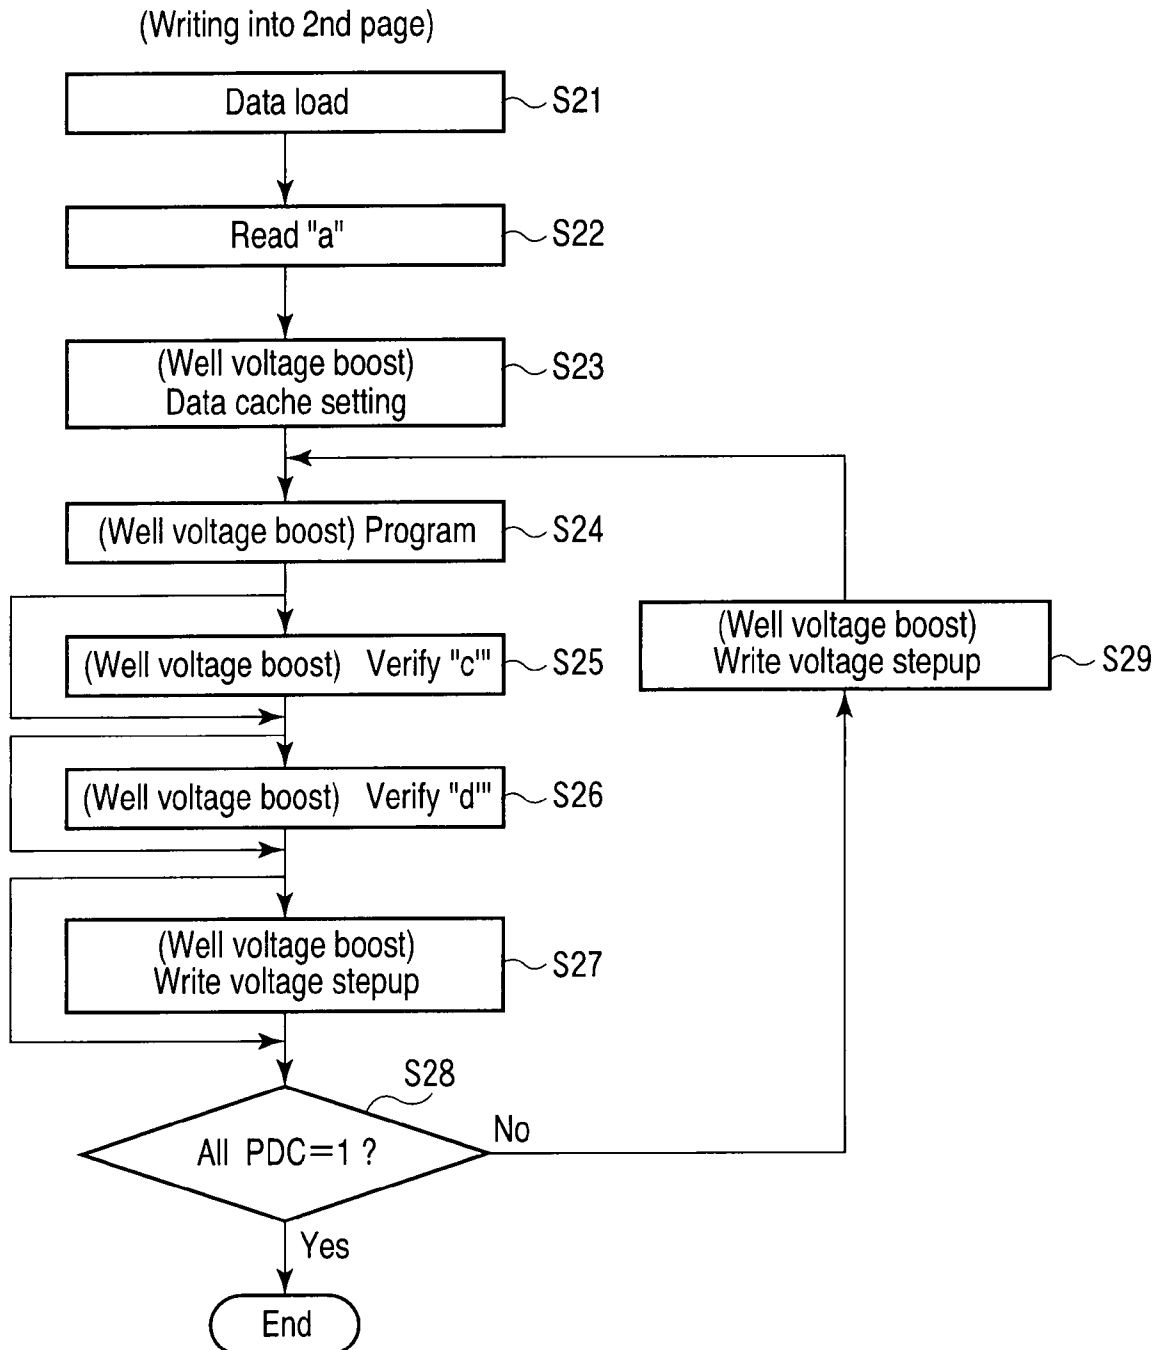 (Writing into 2nd page)
Data load
S21
Read "a"
S22
(Well voltage boost)
Data cache setting
S23
(Well voltage boost) Program
S24
(Well voltage boost) Verify "c'"
S25
(Well voltage boost) Verify "d'"
S26
(Well voltage boost)
Write voltage stepup
S27
(Well voltage boost)
Write voltage stepup
S29
S28
All PDC=1 ?
No
Yes
End